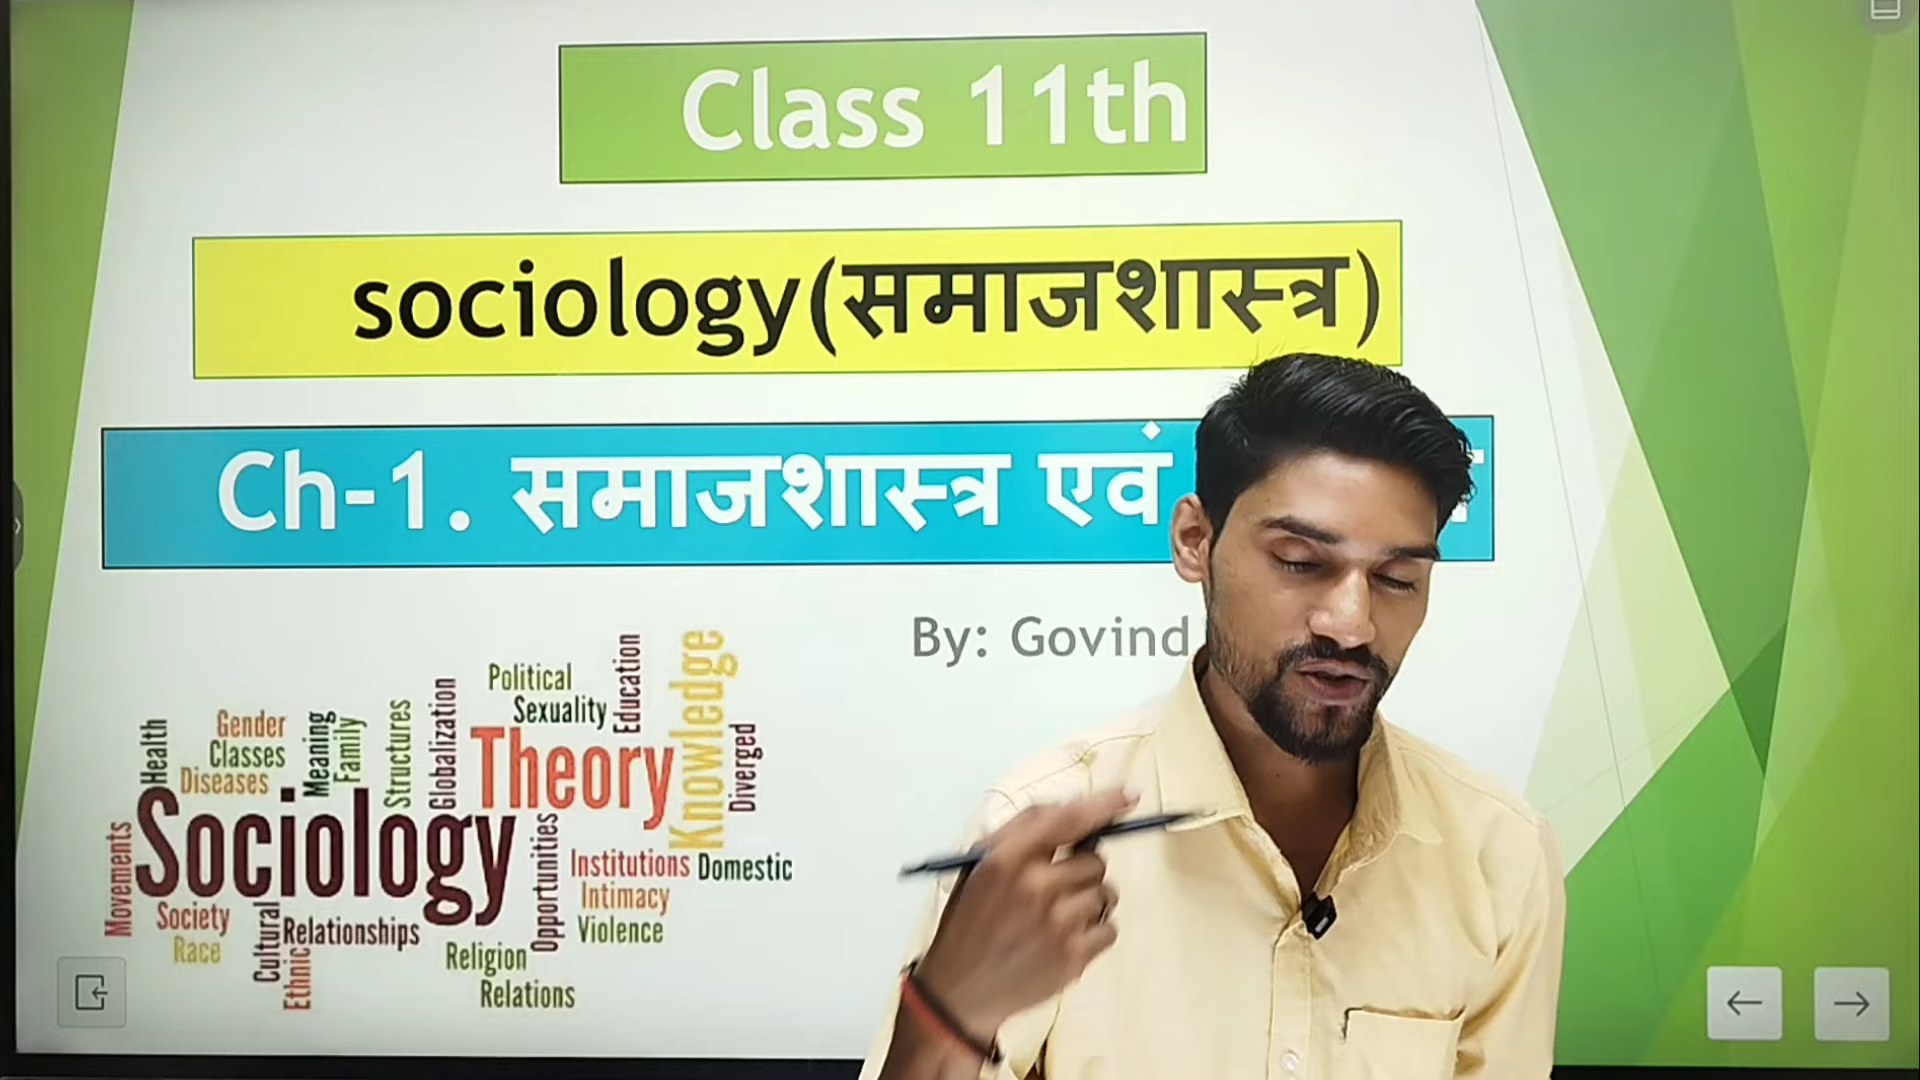 Class 11th
sociology(समाजशास्त्र)
Ch-1. समाजशास्त्र एवं
By: Govind
Political
Sexuality
Education
Knowledge
Health
Gender
Classes
Diseases
Meaning
Family
Structures
Globalization
Theory
Diverged
Sociology
Movements
Opportunities
Institutions
Domestic
Intimacy
Violence
Society
Race
Cultural
Ethnic
Relationships
Religion
Relations